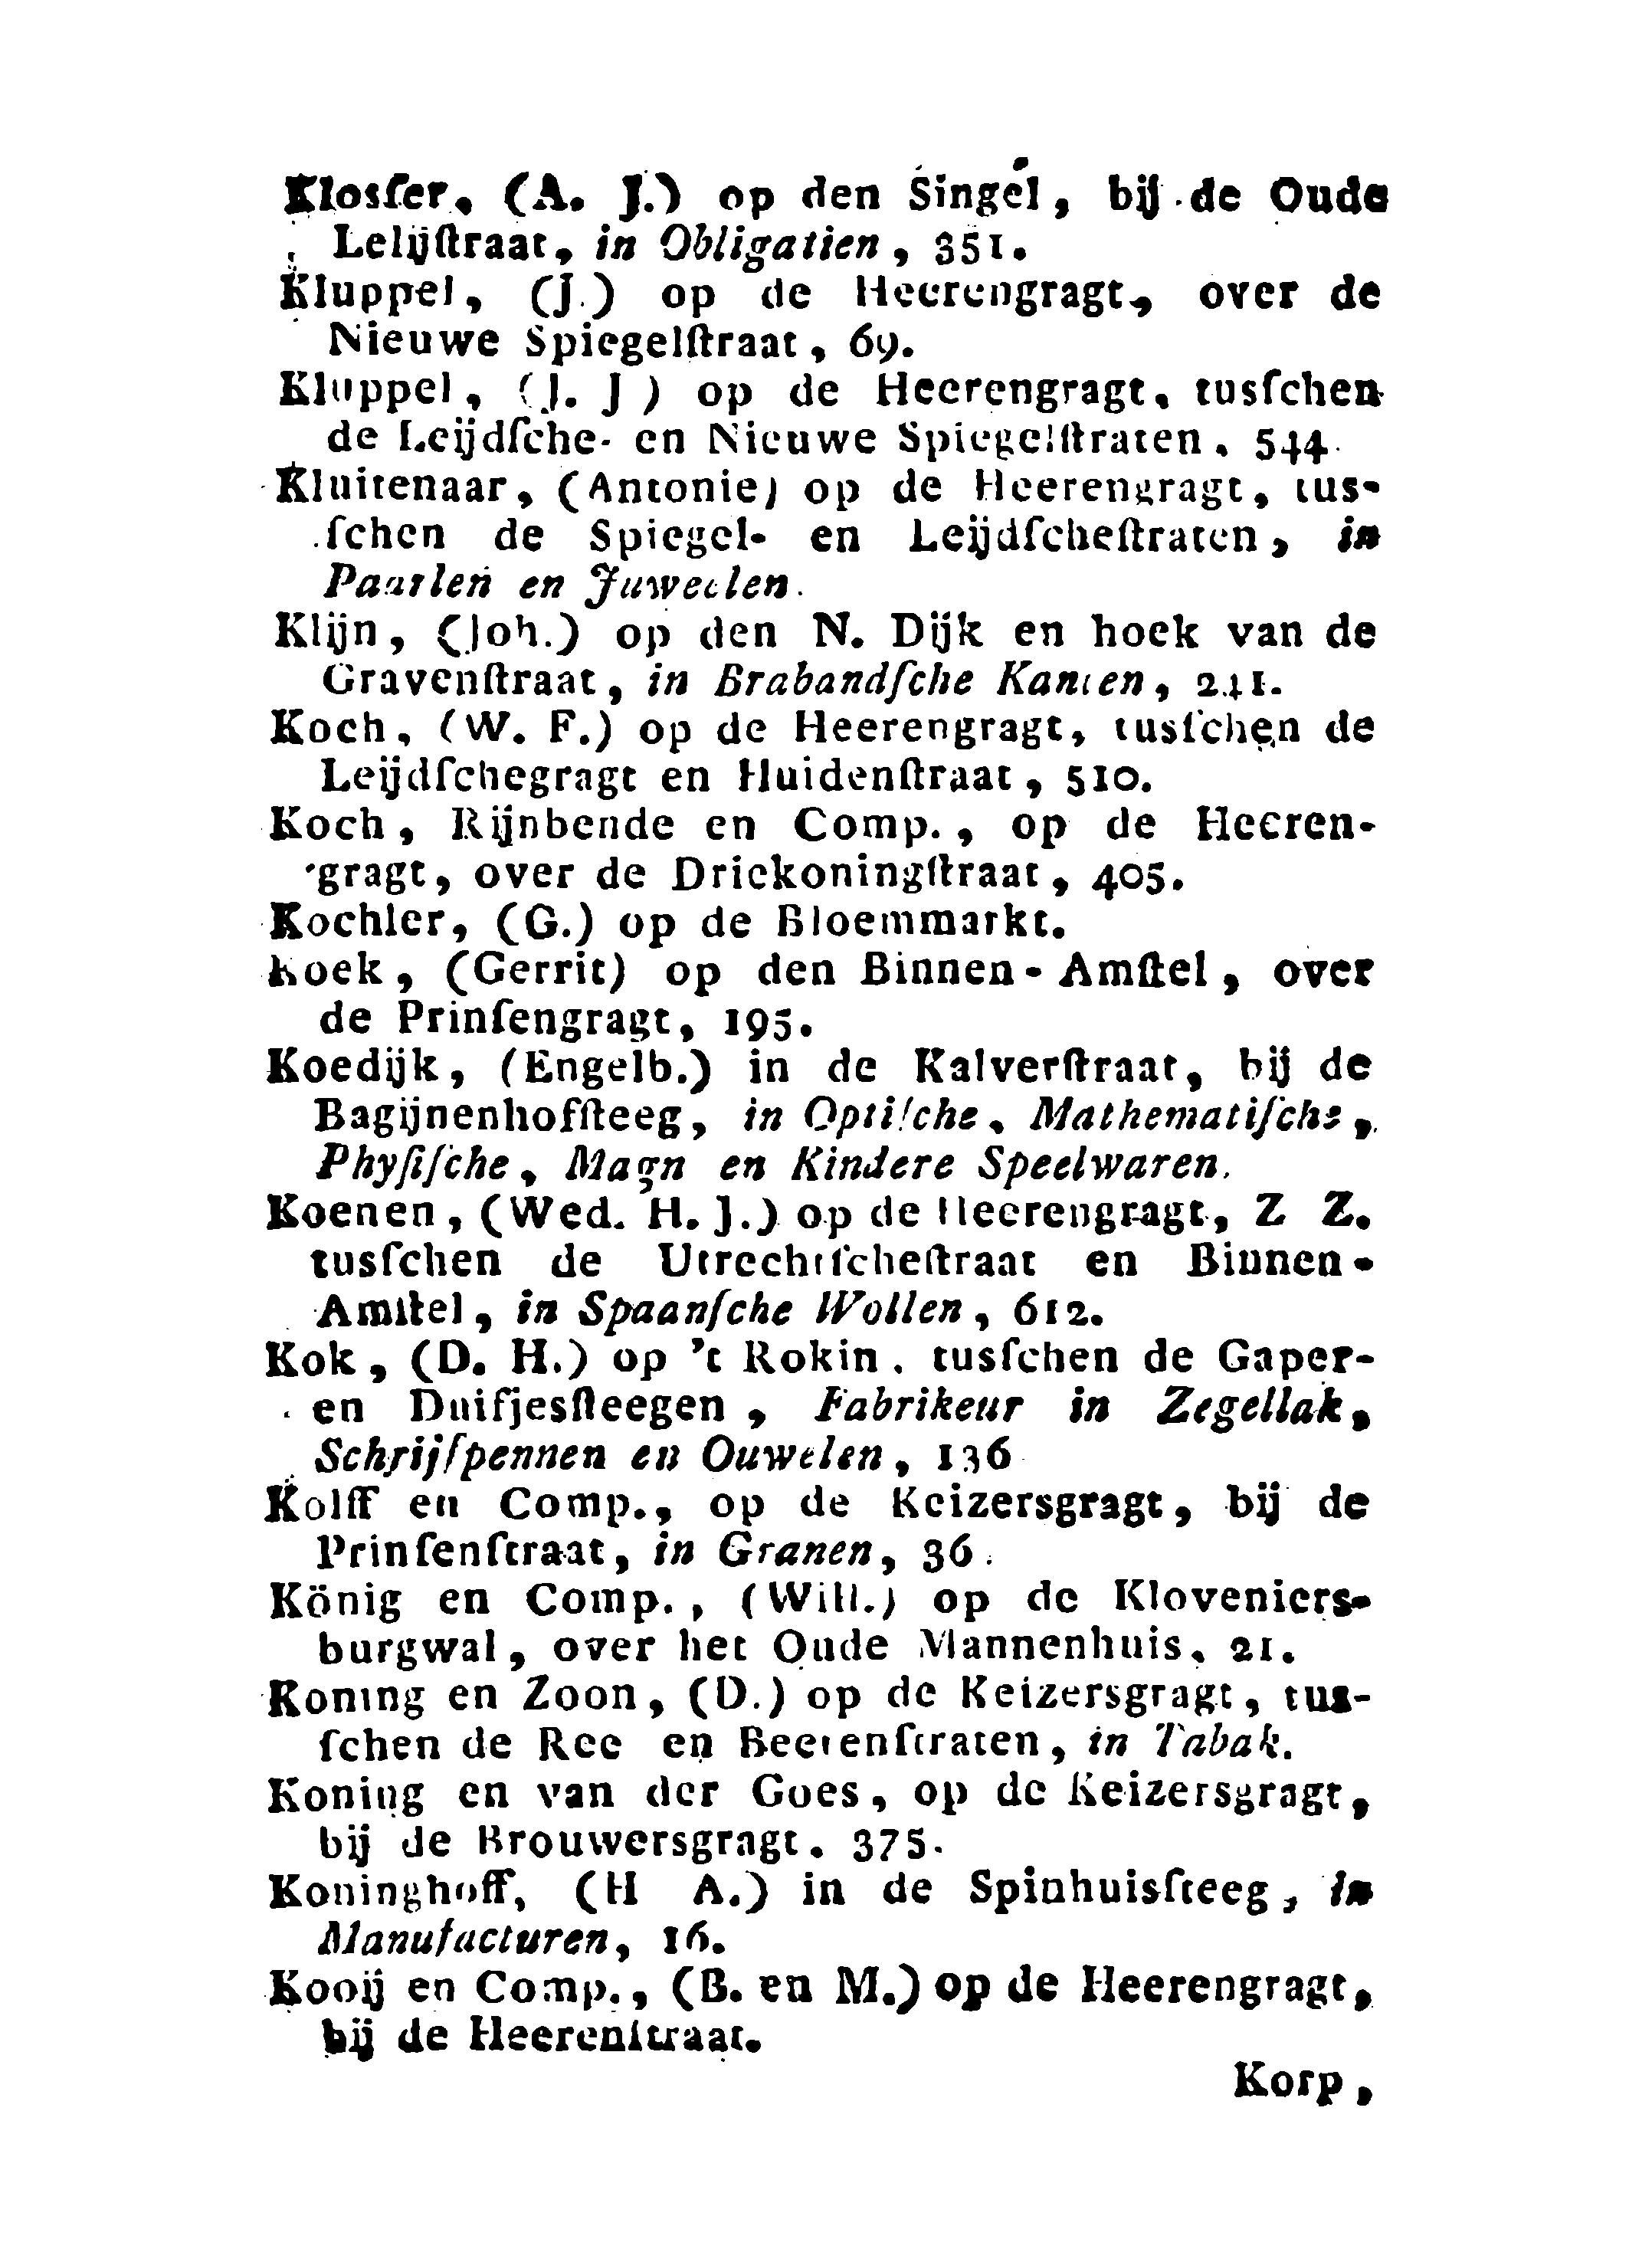 Klosſer, (A. J.) op den Singel, bij de Oude
Lelijſtraat, in Obligatien, 351.
Kluppel, (J.) op de Heerengragt, over de
Nieuwe Spiegelſtraat, 69.
Kluppel, (J. J) op de Heerengragt, tusſchen
de Leijdſche- en Nieuwe Spiegelſtraten, 544.
Kluitenaar, (Antonie) op de Heerengragt, tus-
ſchen de Spiegel- en Leijdſcheſtraten, in
Paarlen en Juweelen.
Klijn, (Joh.) op den N. Dijk en hoek van de
Gravenſtraat, in Brabandſche Kanten, 241.
Koch, (W. F.) op de Heerengragt, tusſchen de
Leijdſchegragt en Huidenſtraat, 510.
Koch, Rijnbende en Comp., op de Heeren-
gragt, over de Driekoningſtraat, 405.
Kochler, (G.) op de Bloemmarkt.
Koek, (Gerrit) op den Binnen-Amſtel, over
de Prinſengragt, 195.
Koedijk, (Engelb.) in de Kalverſtraat, bij de
Bagijnenhofſteeg, in Optiſche, Mathematiſche,
Phyſiſche, Magn en Kindere Speelwaren.
Koenen, (Wed. H. J.) op de Heerengragt, Z Z.
tusſchen de Utrechtſcheſtraat en Binnen-
Amſtel, in Spaanſche Wollen, 612.
Kok, (D. H.) op 't Rokin, tusſchen de Gaper-
en Duifjesſteegen, Fabrikeur in Zegellak,
Schrijfpennen en Ouwelen, 136
Kolff en Comp., op de Keizersgragt, bij de
Prinſenſtraat, in Granen, 36.
König en Comp., (Will.) op de Kloveniers-
burgwal, over het Oude Mannenhuis, 21.
Koning en Zoon, (D.) op de Keizersgragt, tus-
ſchen de Ree en Beerenſtraten, in Tabak.
Koning en van der Goes, op de Keizersgragt,
bij de Brouwersgragt. 375.
Koninghoff, (H A.) in de Spinhuisſteeg, in
Manufacturen, 16.
Kooij en Comp., (B. en M.) op de Heerengragt,
bij de Heerenſtraat.
Korp,